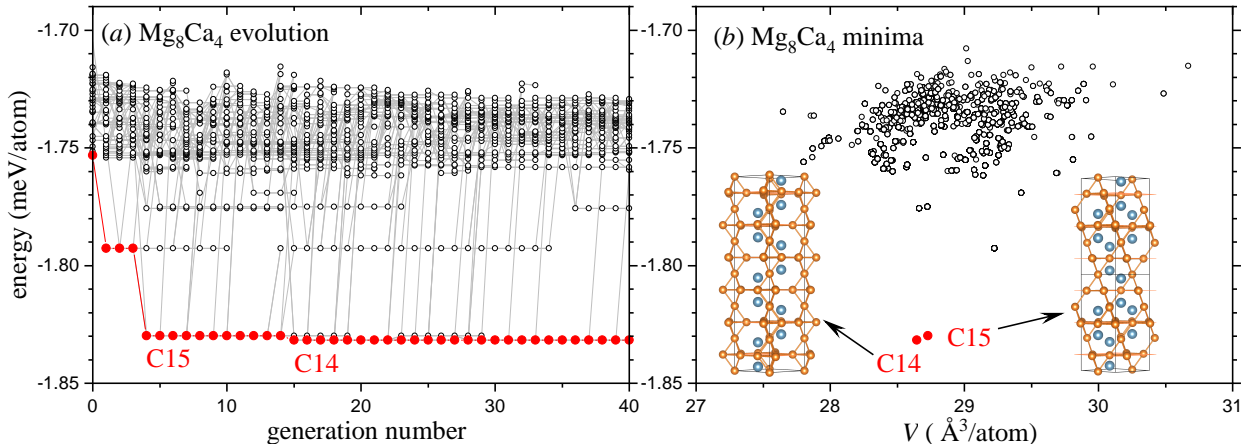 (a) Mg₈Ca₄ evolution
energy (meV/atom)
-1.70
-1.75
-1.80
-1.85
C15
C14
0
10
20
30
40
generation number
(b) Mg₈Ca₄ minima
-1.70
-1.75
-1.80
-1.85
C14
C15
27
28
29
30
31
V ( Å³/atom)